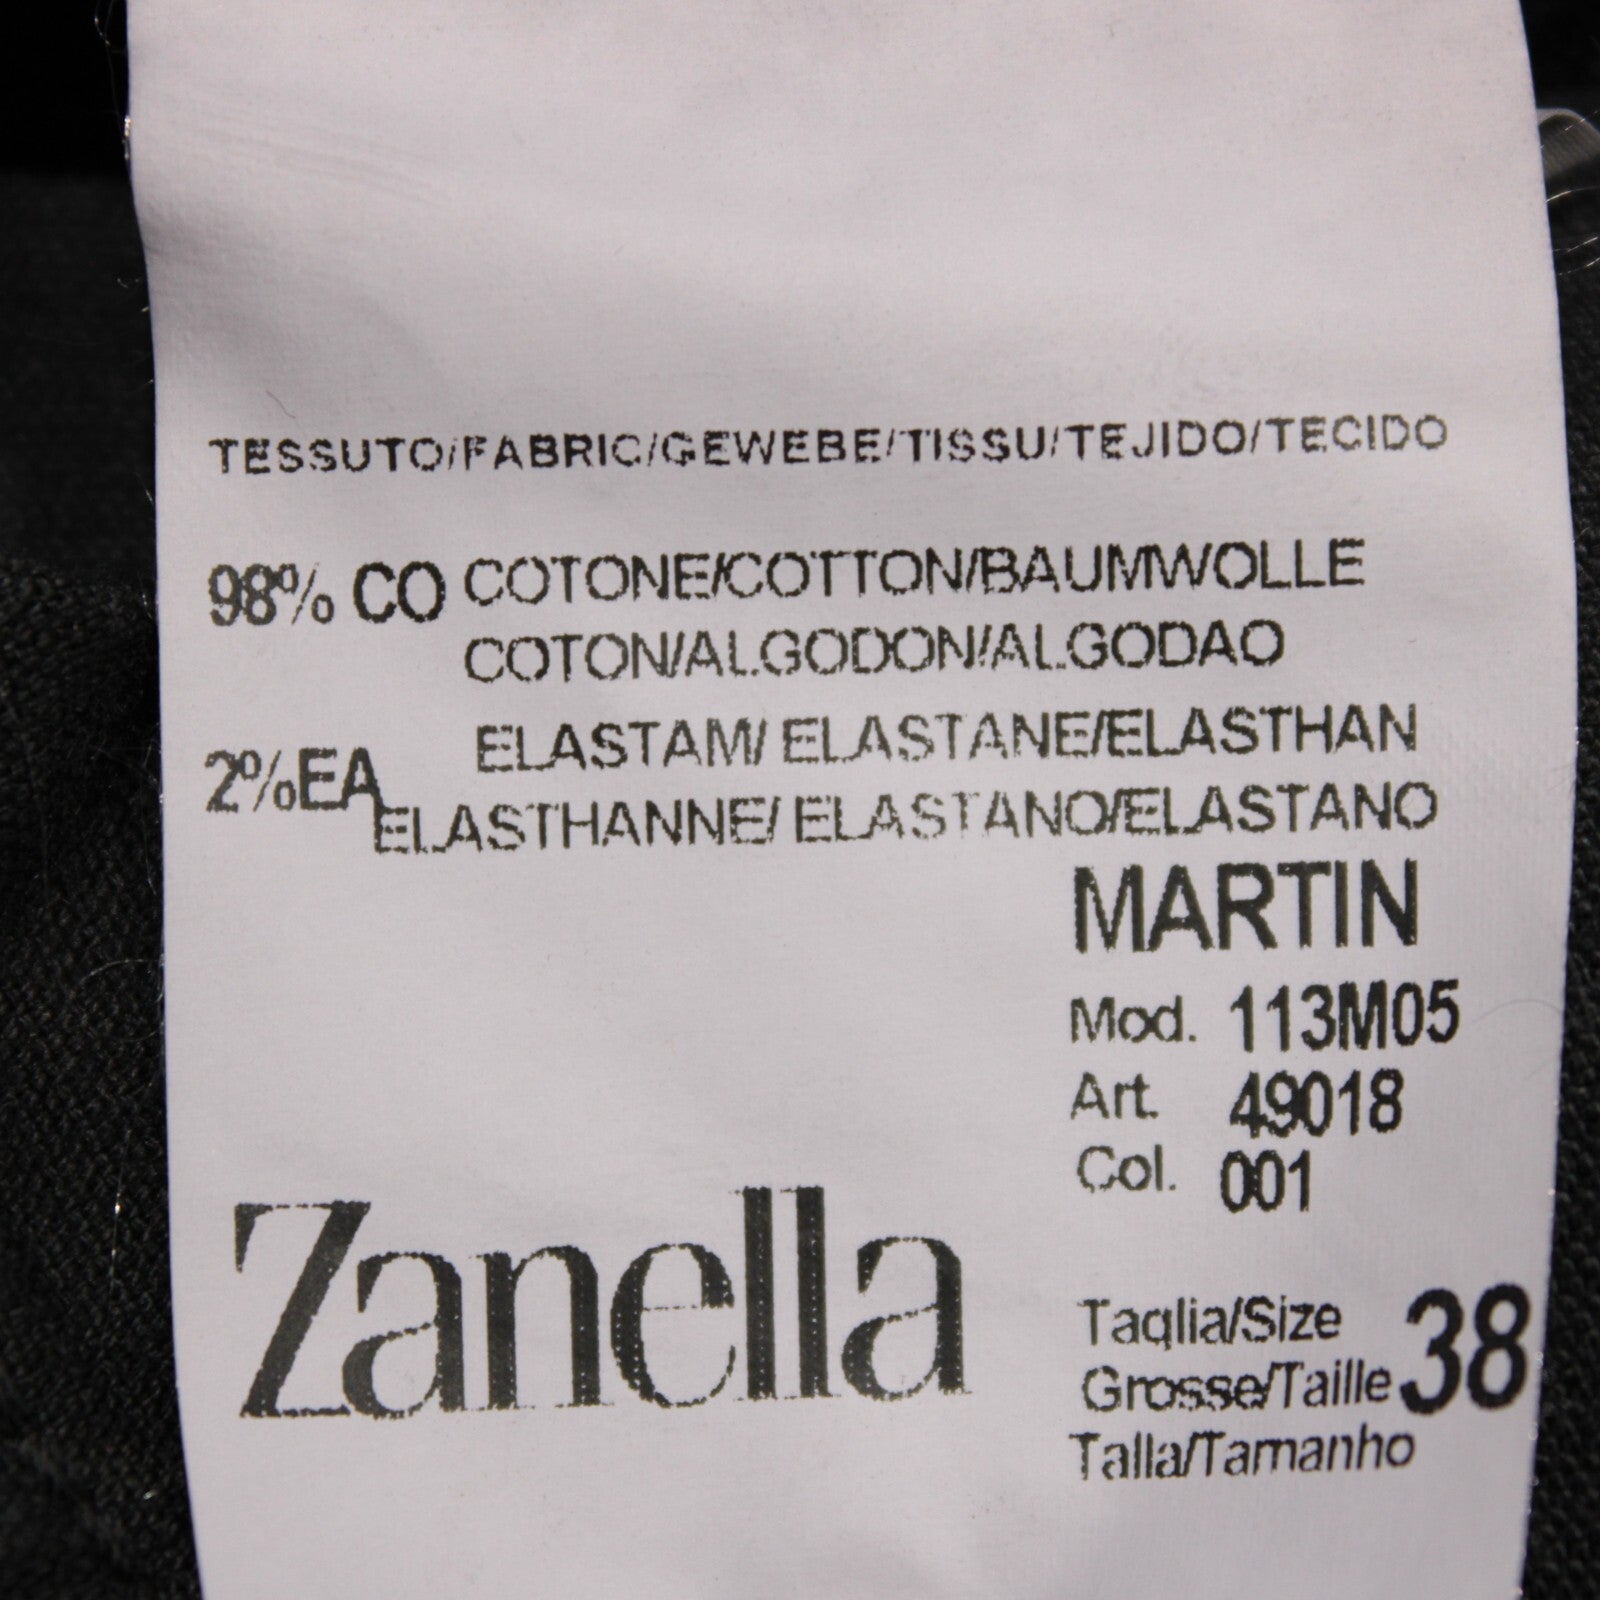 TESSUTO/FABRIC/GEWEBE/TISSU/TEJIDO/TECIDO
98% CO COTONE/COTTON/BAUMWOLLE
COTON/ALGODON/ALGODAO
2%EA ELASTAM/ ELASTANE/ELASTHAN
ELASTHANNE/ ELASTANO/ELASTANO
MARTIN
Mod. 113M05
Art. 49018
Col. 001
Zanella
Taglia/Size
Grosse/Taille 38
Talla/Tamanho